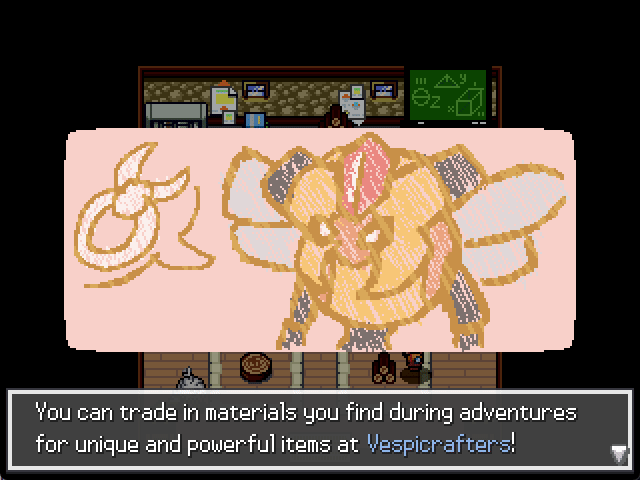 y
z
x
You can trade in materials you find during adventures
for unique and powerful items at Vespicrafters!